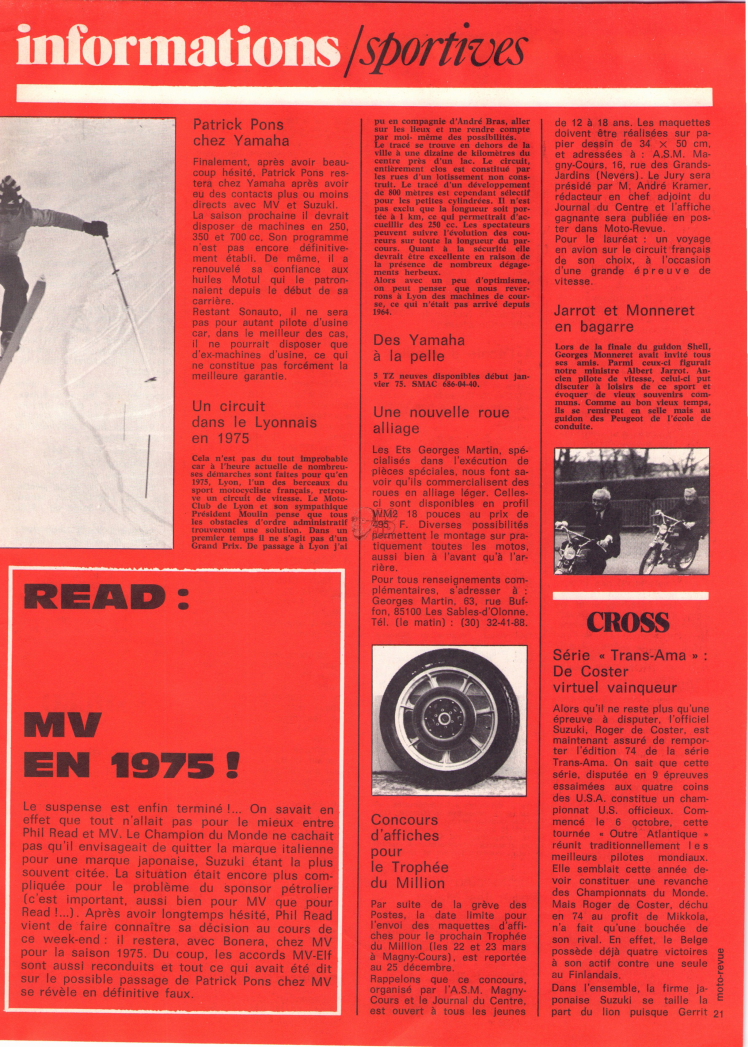 informations/sportives
Patrick Pons
chez Yamaha
Finalement, après avoir beau-
coup hésité, Patrick Pons res-
tera chez Yamaha après avoir
eu des contacts plus ou moins
directs avec MV et Suzuki.
La saison prochaine il devrait
disposer de machines en 250,
350 et 700 cc. Son programme
n'est pas encore définitive-
ment établi. De même, il a
renouvelé sa confiance aux
huiles Motul qui le patron-
naient depuis le début de sa
carrière.
Restant Sonauto, il ne sera
pas pour autant pilote d'usine
car, dans le meilleur des cas,
il ne pourrait disposer que
d'ex-machines d'usine, ce qui
ne constitue pas forcément la
meilleure garantie.
Un circuit
dans le Lyonnais
en 1975
Cela n'est pas du tout improbable
car à l'heure actuelle de nombreu-
ses démarches sont faites pour qu'en
1975, Lyon, l'un des berceaux du
sport motocycliste français, retrou-
ve un circuit de vitesse. Le Moto-
Club de Lyon et son sympathique
Président Moulin pense que tous
les obstacles d'ordre administratif
trouveront une solution. Dans un
premier temps il ne s'agit pas d'un
Grand Prix. De passage à Lyon j'ai
pu en compagnie d'André Bras, aller
sur les lieux et me rendre compte
par moi- même des possibilités.
Le tracé se trouve en dehors de la
ville à une dizaine de kilomètres du
centre près d'un lac. Le circuit,
entièrement clos est constitué par
les rues d'un lotissement non cons-
truit. Le tracé d'un développement
de 800 mètres est cependant sélectif
pour les petites cylindrées. Il n'est
pas exclu que la longueur soit por-
tée à 1 km, ce qui permettrait d'ac-
cueillir des 250 cc. Les spectateurs
peuvent suivre l'évolution des cou-
reurs sur toute la longueur du par-
cours. Quant à la sécurité elle
devrait être excellente en raison de
la présence de nombreux dégage-
ments herbeux.
Alors avec un peu d'optimisme,
on peut penser que nous rever-
rons à Lyon des machines de cour-
se, ce qui n'était pas arrivé depuis
1964.
Des Yamaha
à la pelle
5 TZ neuves disponibles début jan-
vier 75. SMAC 686-04-40.
Une nouvelle roue
alliage
Les Ets Georges Martin, spé-
cialisés dans l'exécution de
pièces spéciales, nous font sa-
voir qu'ils commercialisent des
roues en alliage léger. Celles-
ci sont disponibles en profil
WM2 18 pouces au prix de
495 F. Diverses possibilités
permettent le montage sur pra-
tiquement toutes les motos,
aussi bien à l'avant qu'à l'ar-
rière.
Pour tous renseignements com-
plémentaires, s'adresser à :
Georges Martin, 63, rue Buf-
fon, 85100 Les Sables-d'Olonne.
Tél. (le matin) : (30) 32-41-88.
Concours
d'affiches
pour
le Trophée
du Million
Par suite de la grève des
Postes, la date limite pour
l'envoi des maquettes d'affi-
ches pour le prochain Trophée
du Million (les 22 et 23 mars
à Magny-Cours), est reportée
au 25 décembre.
Rappelons que ce concours,
organisé par l'A.S.M. Magny-
Cours et le Journal du Centre,
est ouvert à tous les jeunes
de 12 à 18 ans. Les maquettes
doivent être réalisées sur pa-
pier dessin de 34 × 50 cm,
et adressées à : A.S.M. Ma-
gny-Cours, 16, rue des Grands-
Jardins (Nevers). Le Jury sera
présidé par M. André Kramer,
rédacteur en chef adjoint du
Journal du Centre et l'affiche
gagnante sera publiée en pos-
ter dans Moto-Revue.
Pour le lauréat : un voyage
en avion sur le circuit français
de son choix, à l'occasion
d'une grande épreuve de
vitesse.
Jarrot et Monneret
en bagarre
Lors de la finale du guidon Shell,
Georges Monneret avait invité tous
ses amis. Parmi ceux-ci figurait
notre ministre Albert Jarrot. An-
cien pilote de vitesse, celui-ci put
discuter à loisirs de ce sport et
évoquer de vieux souvenirs com-
muns. Comme au bon vieux temps,
ils se remirent en selle mais au
guidon des Peugeot de l'école de
conduite.
CROSS
Série « Trans-Ama » :
De Coster
virtuel vainqueur
Alors qu'il ne reste plus qu'une
épreuve à disputer, l'officiel
Suzuki, Roger de Coster, est
maintenant assuré de rempor-
ter l'édition 74 de la série
Trans-Ama. On sait que cette
série, disputée en 9 épreuves
essaimées aux quatre coins
des U.S.A. constitue un cham-
pionnat U.S. officieux. Com-
mencé le 6 octobre, cette
tournée « Outre Atlantique »
réunit traditionnellement les
meilleurs pilotes mondiaux.
Elle semblait cette année de-
voir constituer une revanche
des Championnats du Monde.
Mais Roger de Coster, déchu
en 74 au profit de Mikkola,
n'a fait qu'une bouchée de
son rival. En effet, le Belge
possède déjà quatre victoires
à son actif contre une seule
au Finlandais.
Dans l'ensemble, la firme ja-
ponaise Suzuki se taille la
part du lion puisque Gerrit
READ :
MV
EN 1975 !
Le suspense est enfin terminé !... On savait en
effet que tout n'allait pas pour le mieux entre
Phil Read et MV. Le Champion du Monde ne cachait
pas qu'il envisageait de quitter la marque italienne
pour une marque japonaise, Suzuki étant la plus
souvent citée. La situation était encore plus com-
pliquée pour le problème du sponsor pétrolier
(c'est important, aussi bien pour MV que pour
Read !...). Après avoir longtemps hésité, Phil Read
vient de faire connaître sa décision au cours de
ce week-end : il restera, avec Bonera, chez MV
pour la saison 1975. Du coup, les accords MV-Elf
sont aussi reconduits et tout ce qui avait été dit
sur le possible passage de Patrick Pons chez MV
se révèle en définitive faux.
moto-revue
21